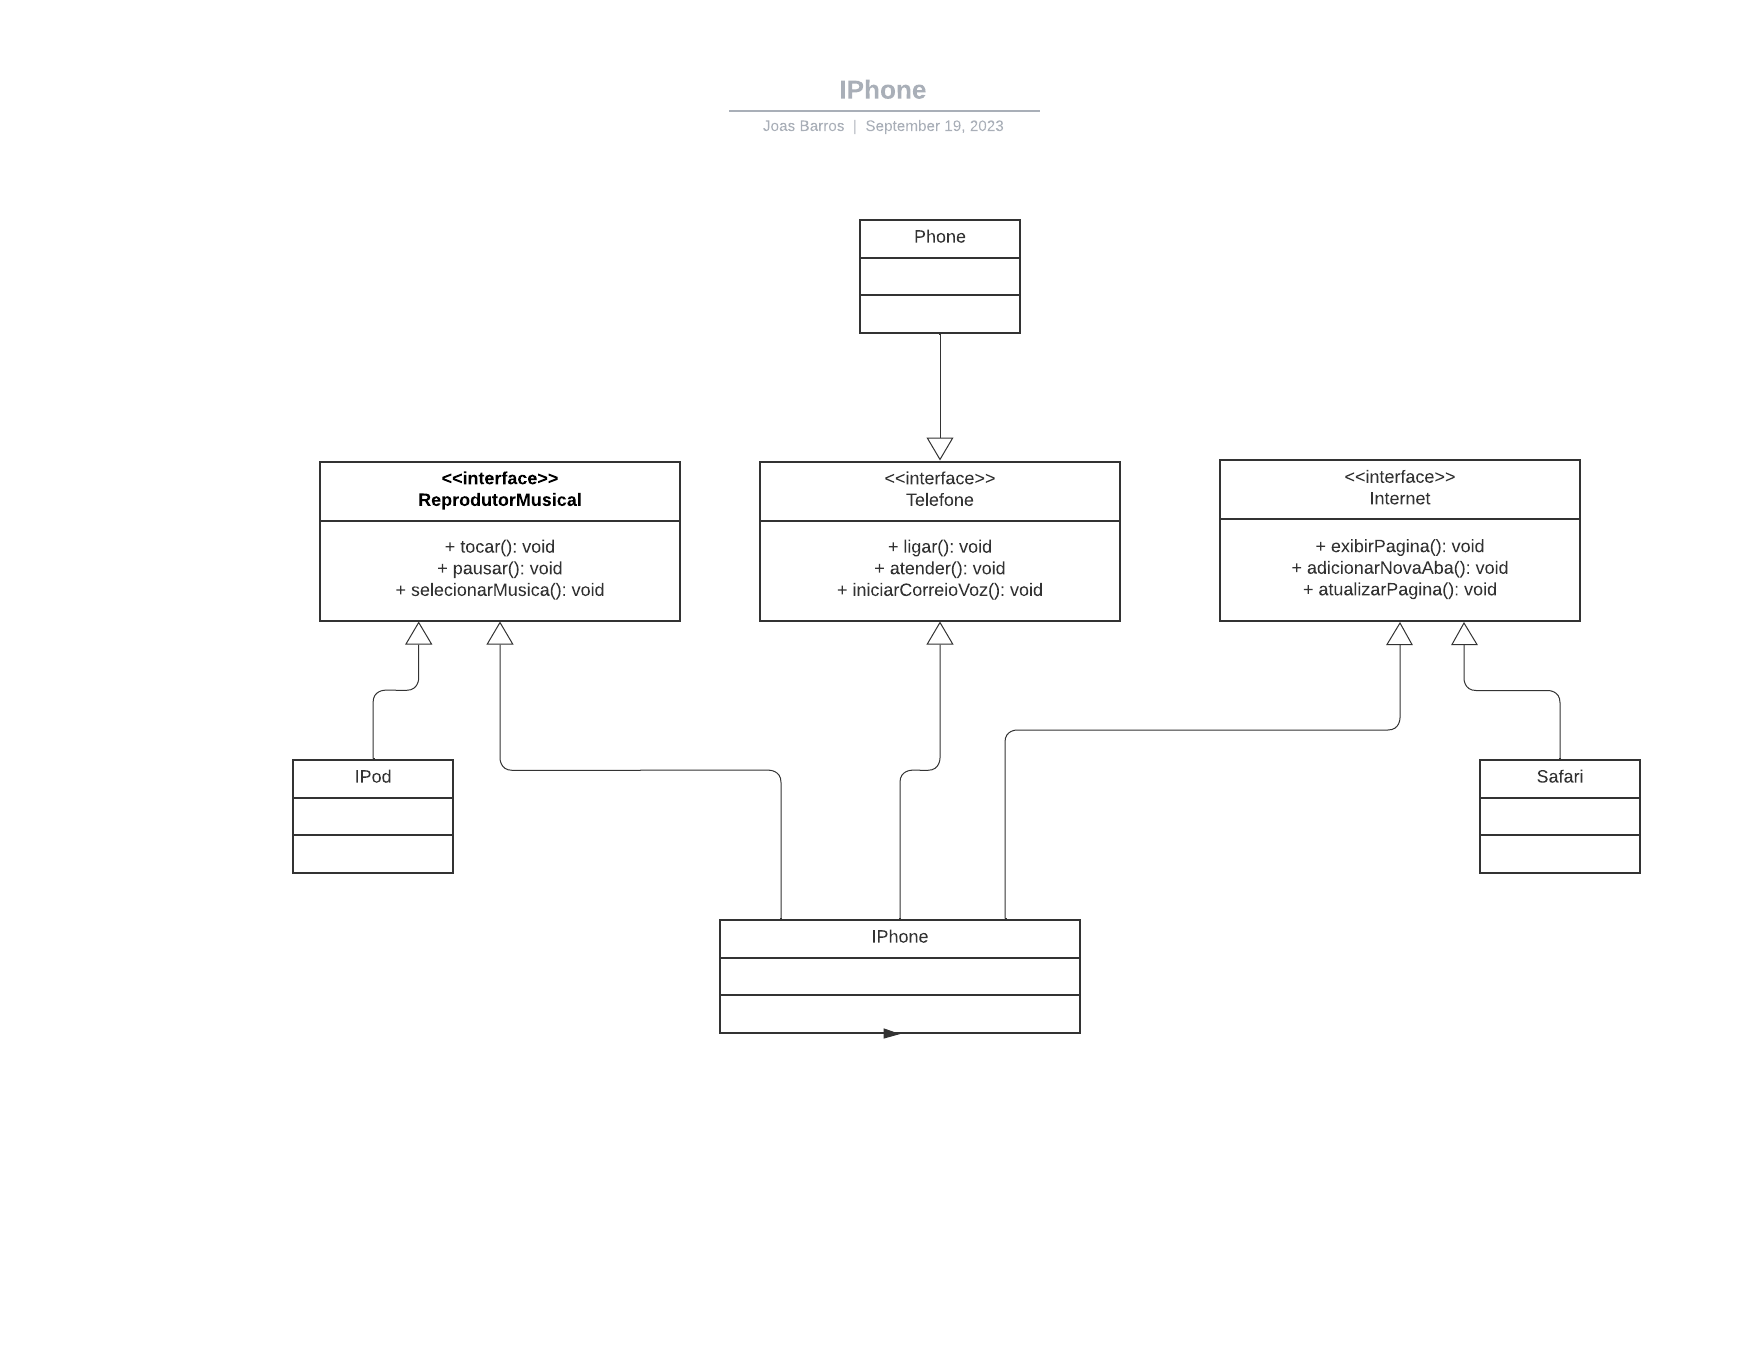 IPhone
Joas Barros | September 19, 2023
Phone
<<interface>>
ReprodutorMusical
+ tocar(): void
+ pausar(): void
+ selecionarMusica(): void
<<interface>>
Telefone
+ ligar(): void
+ atender(): void
+ iniciarCorreioVoz(): void
<<interface>>
Internet
+ exibirPagina(): void
+ adicionarNovaAba(): void
+ atualizarPagina(): void
IPod
Safari
IPhone